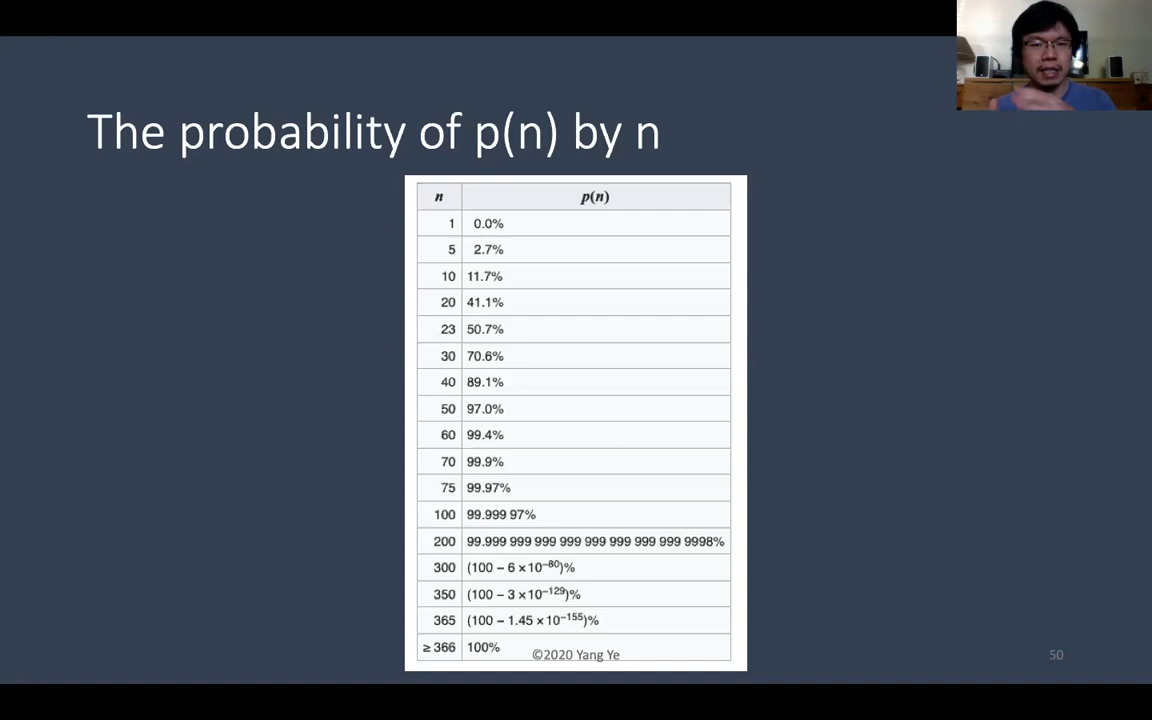 The probability of p(n) by n
n p(n)
1 0.0%
5 2.7%
10 11.7%
20 41.1%
23 50.7%
30 70.6%
40 89.1%
50 97.0%
60 99.4%
70 99.9%
75 99.97%
100 99.999 97%
200 99.999 999 999 999 999 999 999 999 9998%
300 (100 − 6 ×10⁻⁸⁰)%
350 (100 − 3 ×10⁻¹²⁹)%
365 (100 − 1.45 ×10⁻¹⁵⁵)%
≥ 366 100%
©2020 Yang Ye
50